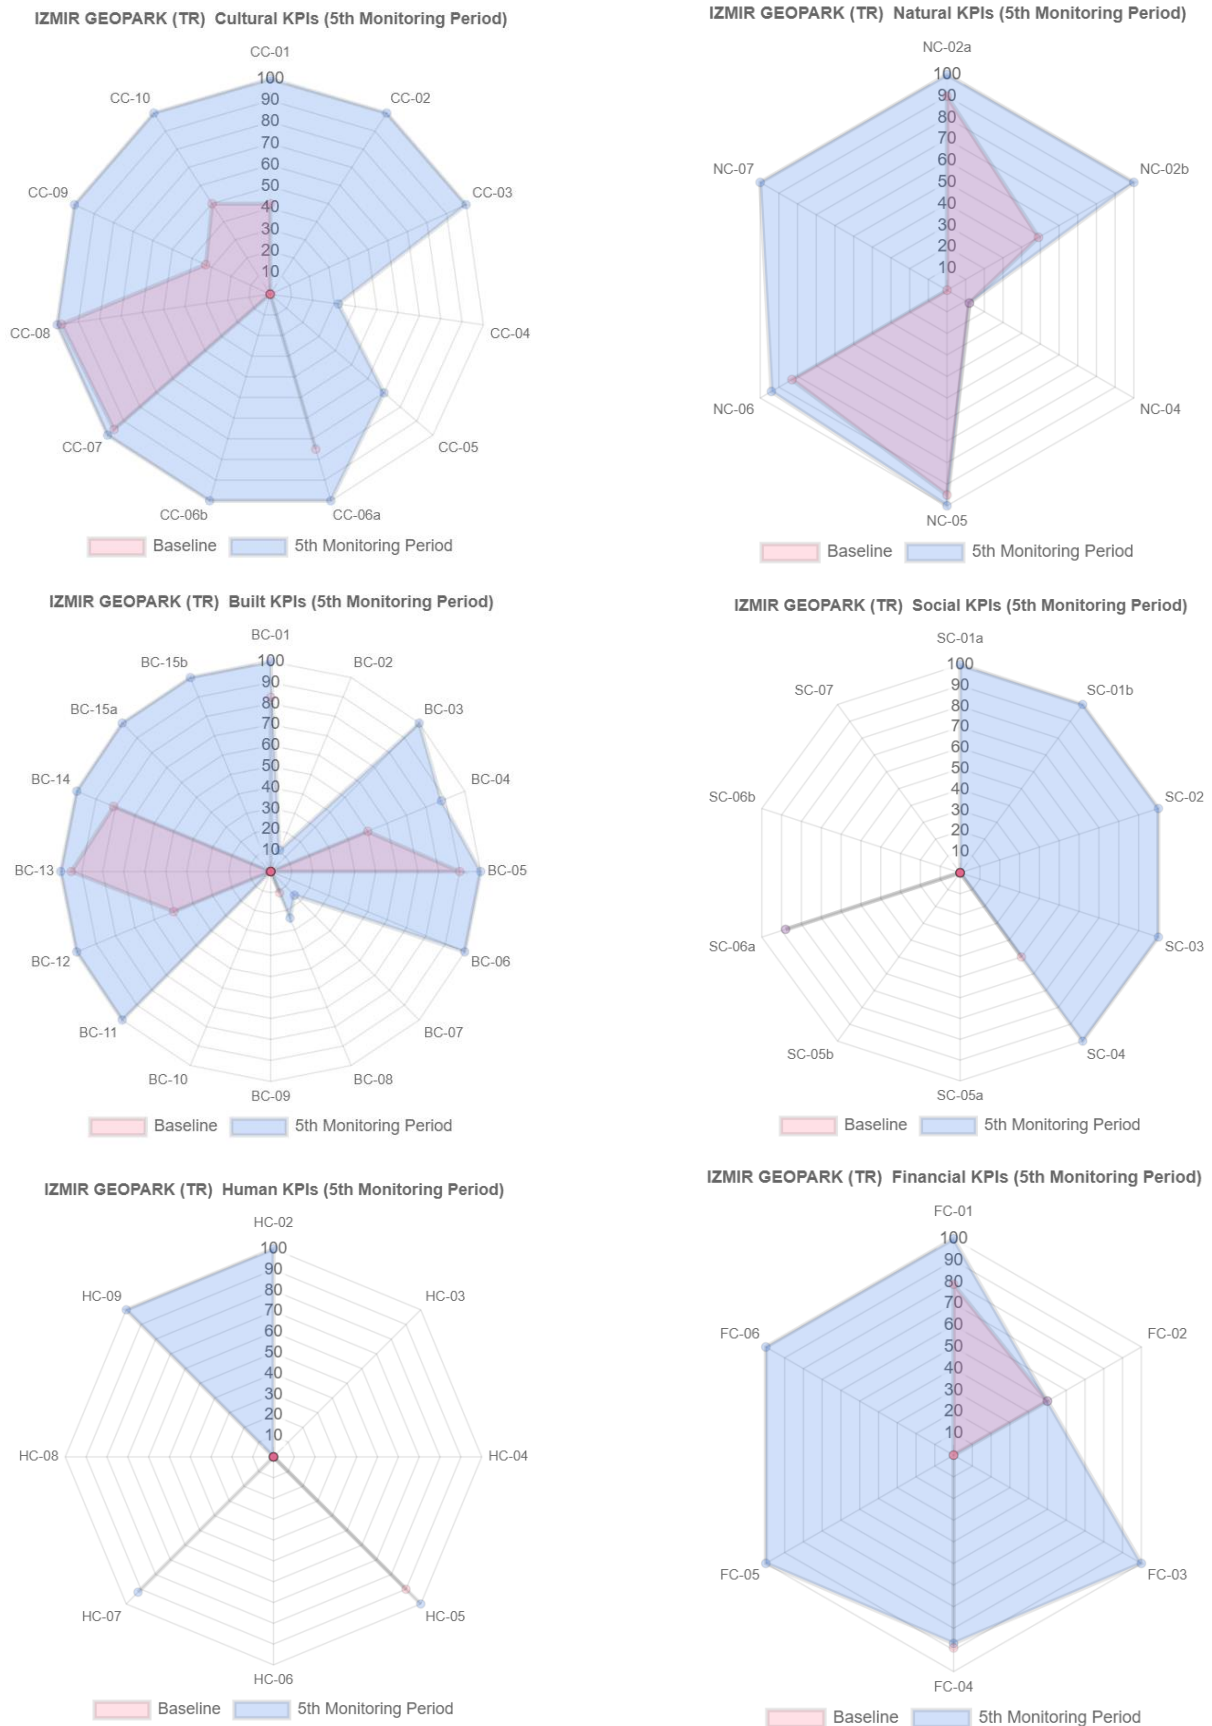 IZMIR GEOPARK (TR)  Cultural KPIs (5th Monitoring Period)
CC-01
CC-02
CC-03
CC-04
CC-05
CC-06a
CC-06b
CC-07
CC-08
CC-09
CC-10
100
90
80
70
60
50
40
30
20
10
Baseline
5th Monitoring Period
IZMIR GEOPARK (TR)  Natural KPIs (5th Monitoring Period)
NC-02a
NC-02b
NC-04
NC-05
NC-06
NC-07
100
90
80
70
60
50
40
30
20
10
Baseline
5th Monitoring Period
IZMIR GEOPARK (TR)  Built KPIs (5th Monitoring Period)
BC-01
BC-02
BC-03
BC-04
BC-05
BC-06
BC-07
BC-08
BC-09
BC-10
BC-11
BC-12
BC-13
BC-14
BC-15a
BC-15b
100
90
80
70
60
50
40
30
20
10
Baseline
5th Monitoring Period
IZMIR GEOPARK (TR)  Social KPIs (5th Monitoring Period)
SC-01a
SC-01b
SC-02
SC-03
SC-04
SC-05a
SC-05b
SC-06a
SC-06b
SC-07
100
90
80
70
60
50
40
30
20
10
Baseline
5th Monitoring Period
IZMIR GEOPARK (TR)  Human KPIs (5th Monitoring Period)
HC-02
HC-03
HC-04
HC-05
HC-06
HC-07
HC-08
HC-09
100
90
80
70
60
50
40
30
20
10
Baseline
5th Monitoring Period
IZMIR GEOPARK (TR)  Financial KPIs (5th Monitoring Period)
FC-01
FC-02
FC-03
FC-04
FC-05
FC-06
100
90
80
70
60
50
40
30
20
10
Baseline
5th Monitoring Period